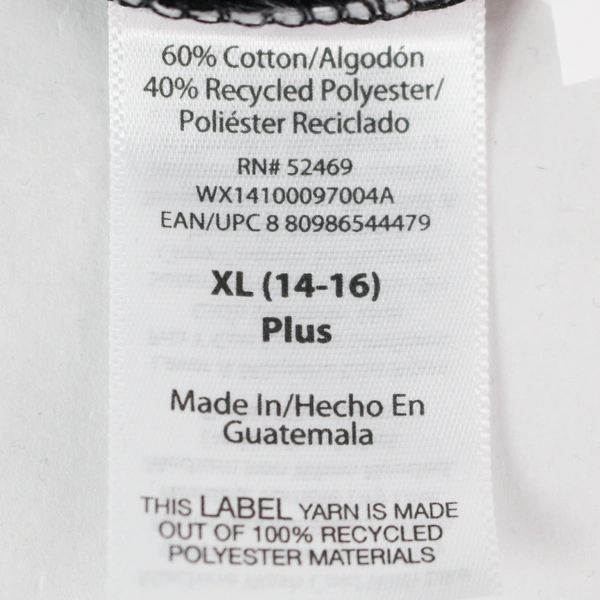 60% Cotton/Algodón
40% Recycled Polyester/
Poliéster Reciclado
RN# 52469
WX14100097004A
EAN/UPC 8 80986544479
XL (14-16)
Plus
Made In/Hecho En
Guatemala
THIS LABEL YARN IS MADE
OUT OF 100% RECYCLED
POLYESTER MATERIALS